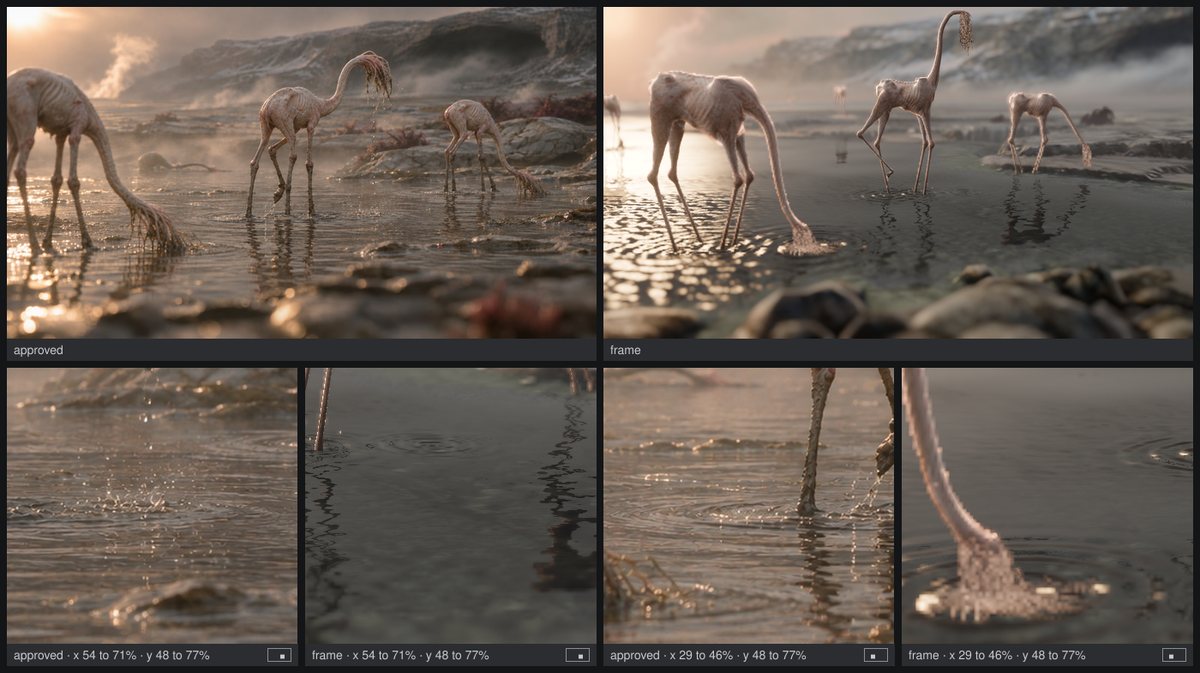 approved
frame
approved · x 54 to 71% · y 48 to 77%
frame · x 54 to 71% · y 48 to 77%
approved · x 29 to 46% · y 48 to 77%
frame · x 29 to 46% · y 48 to 77%